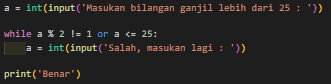 a = int(input('Masukan bilangan ganjil lebih dari 25 : '))
while a % 2 != 1 or a <= 25:
    a = int(input('Salah, masukan lagi : '))
print('Benar')